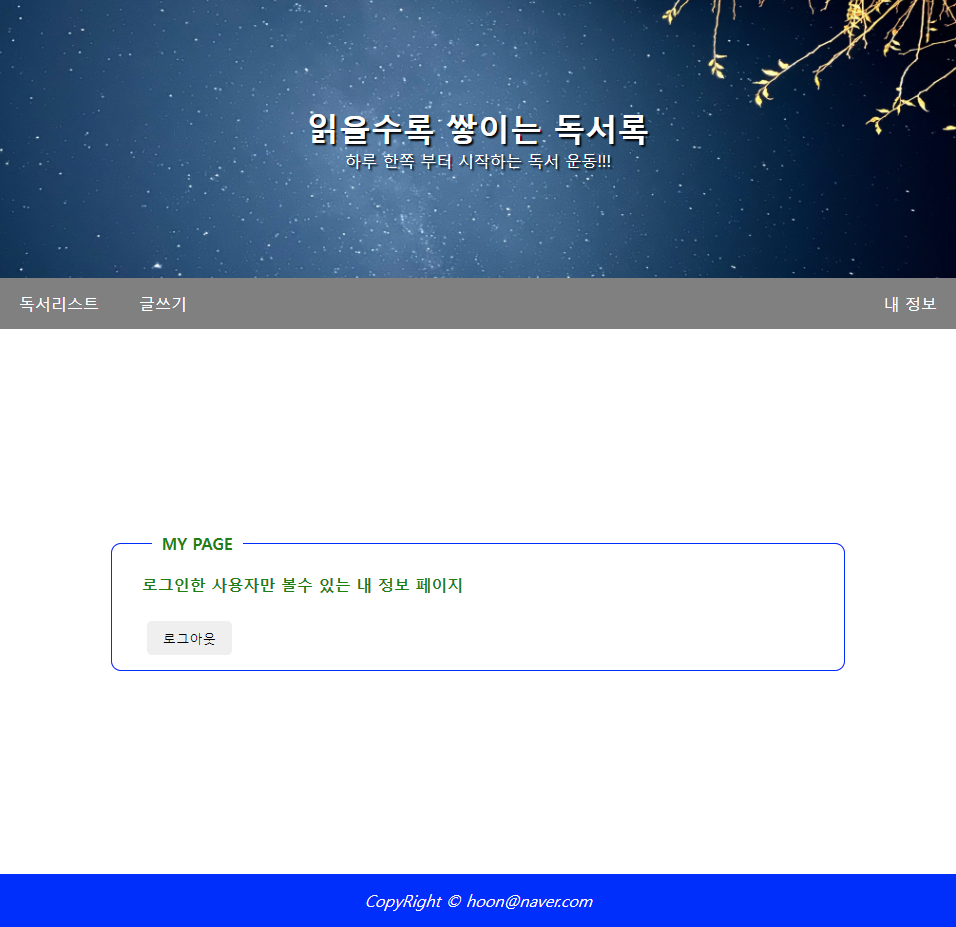 읽을수록 쌓이는 독서록
하루 한쪽 부터 시작하는 독서 운동!!!
독서리스트 글쓰기 내 정보
MY PAGE
로그인한 사용자만 볼수 있는 내 정보 페이지
로그아웃
CopyRight © hoon@naver.com